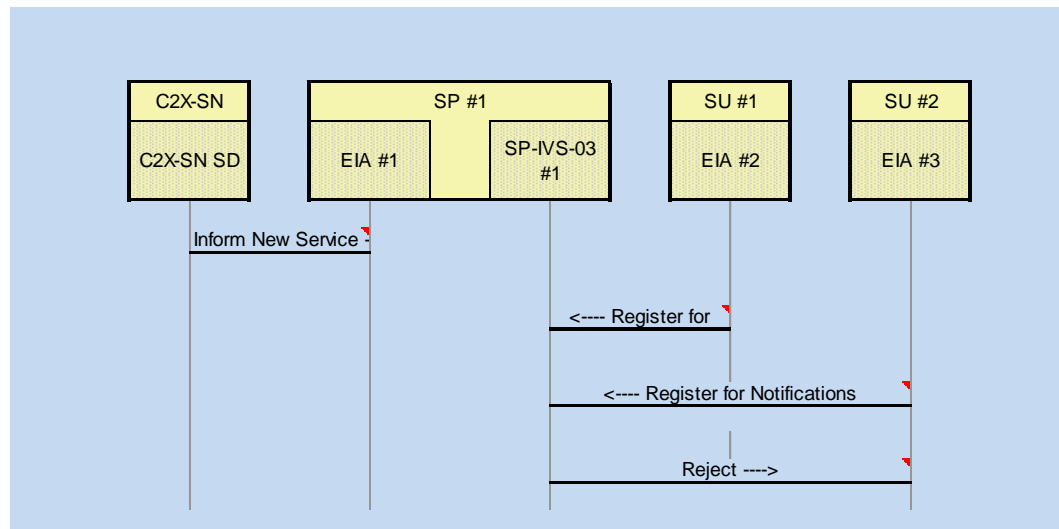 C2X-SN
SP #1
SU #1
SU #2
C2X-SN SD
EIA #1
SP-IVS-03
#1
EIA #2
EIA #3
Inform New Service -
<---- Register for
<---- Register for Notifications
Reject ---->